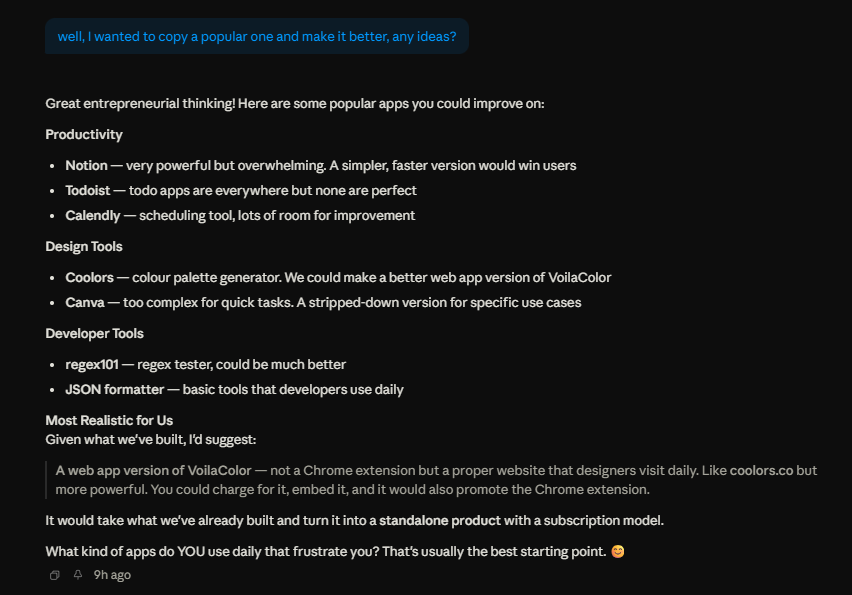 well, I wanted to copy a popular one and make it better, any ideas?
Great entrepreneurial thinking! Here are some popular apps you could improve on:
Productivity
• Notion — very powerful but overwhelming. A simpler, faster version would win users
• Todoist — todo apps are everywhere but none are perfect
• Calendly — scheduling tool, lots of room for improvement
Design Tools
• Coolors — colour palette generator. We could make a better web app version of VoilaColor
• Canva — too complex for quick tasks. A stripped-down version for specific use cases
Developer Tools
• regex101 — regex tester, could be much better
• JSON formatter — basic tools that developers use daily
Most Realistic for Us
Given what we've built, I'd suggest:
A web app version of VoilaColor — not a Chrome extension but a proper website that designers visit daily. Like coolors.co but
more powerful. You could charge for it, embed it, and it would also promote the Chrome extension.
It would take what we've already built and turn it into a standalone product with a subscription model.
What kind of apps do YOU use daily that frustrate you? That's usually the best starting point. 😊
9h ago